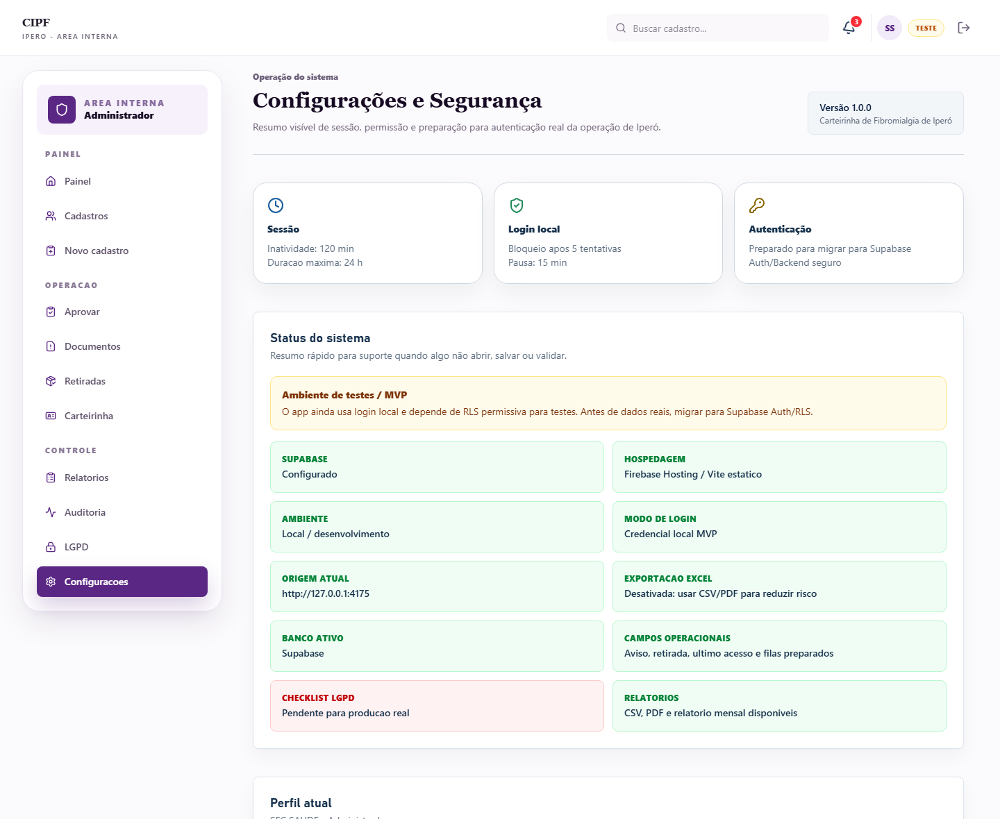 CIPF
IPERO - AREA INTERNA
Buscar cadastro...
3
SS
TESTE
AREA INTERNA
Administrador
PAINEL
Painel
Cadastros
Novo cadastro
OPERACAO
Aprovar
Documentos
Retiradas
Carteirinha
CONTROLE
Relatorios
Auditoria
LGPD
Configuracoes
Operação do sistema
Configurações e Segurança
Resumo visível de sessão, permissão e preparação para autenticação real da operação de Iperó.
Versão 1.0.0
Carteirinha de Fibromialgia de Iperó
Sessão
Inatividade: 120 min
Duracao maxima: 24 h
Login local
Bloqueio apos 5 tentativas
Pausa: 15 min
Autenticação
Preparado para migrar para Supabase
Auth/Backend seguro
Status do sistema
Resumo rápido para suporte quando algo não abrir, salvar ou validar.
Ambiente de testes / MVP
O app ainda usa login local e depende de RLS permissiva para testes. Antes de dados reais, migrar para Supabase Auth/RLS.
SUPABASE
Configurado
HOSPEDAGEM
Firebase Hosting / Vite estatico
AMBIENTE
Local / desenvolvimento
MODO DE LOGIN
Credencial local MVP
ORIGEM ATUAL
http://127.0.0.1:4175
EXPORTACAO EXCEL
Desativada: usar CSV/PDF para reduzir risco
BANCO ATIVO
Supabase
CAMPOS OPERACIONAIS
Aviso, retirada, ultimo acesso e filas preparados
CHECKLIST LGPD
Pendente para producao real
RELATORIOS
CSV, PDF e relatorio mensal disponiveis
Perfil atual